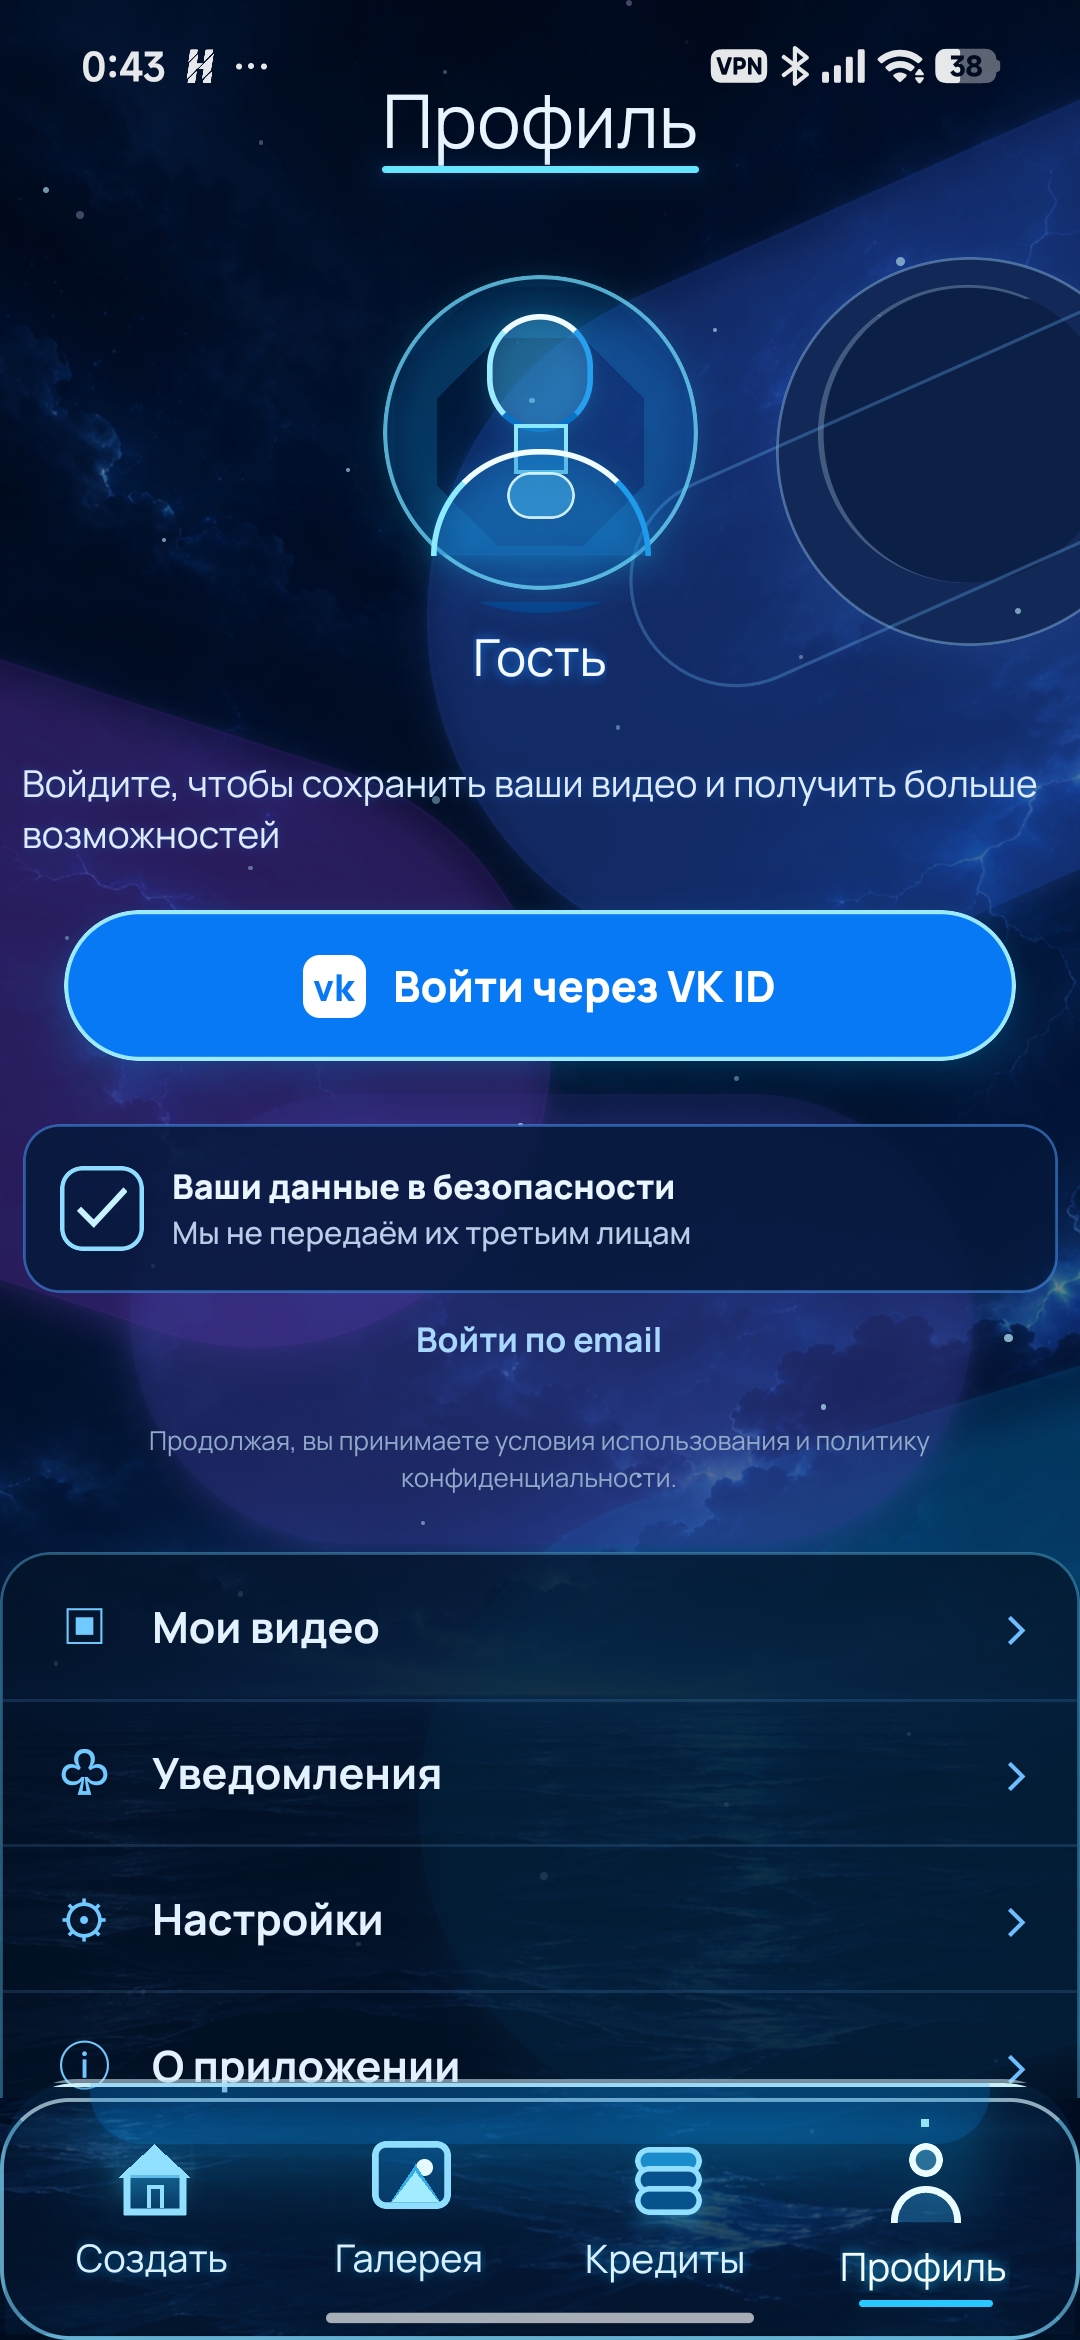 0:43 ... VPN 38
Профиль
Гость
Войдите, чтобы сохранить ваши видео и получить больше
возможностей
vk Войти через VK ID
Ваши данные в безопасности
Мы не передаём их третьим лицам
Войти по email
Продолжая, вы принимаете условия использования и политику
конфиденциальности.
Мои видео
Уведомления
Настройки
О приложении
Создать Галерея Кредиты Профиль